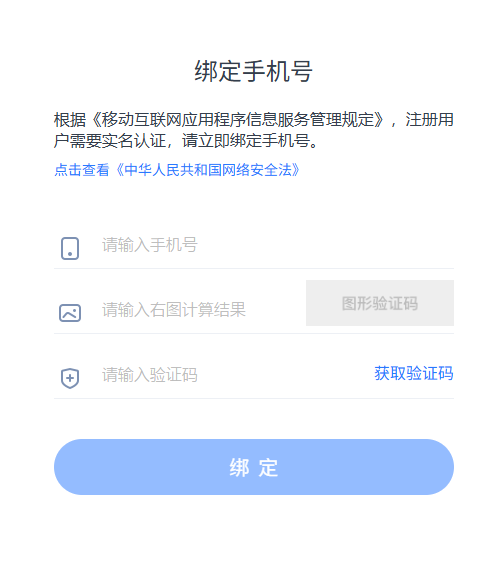 绑定手机号
根据《移动互联网应用程序信息服务管理规定》，注册用
户需要实名认证，请立即绑定手机号。
点击查看《中华人民共和国网络安全法》
请输入手机号
请输入右图计算结果
图形验证码
请输入验证码
获取验证码
绑 定